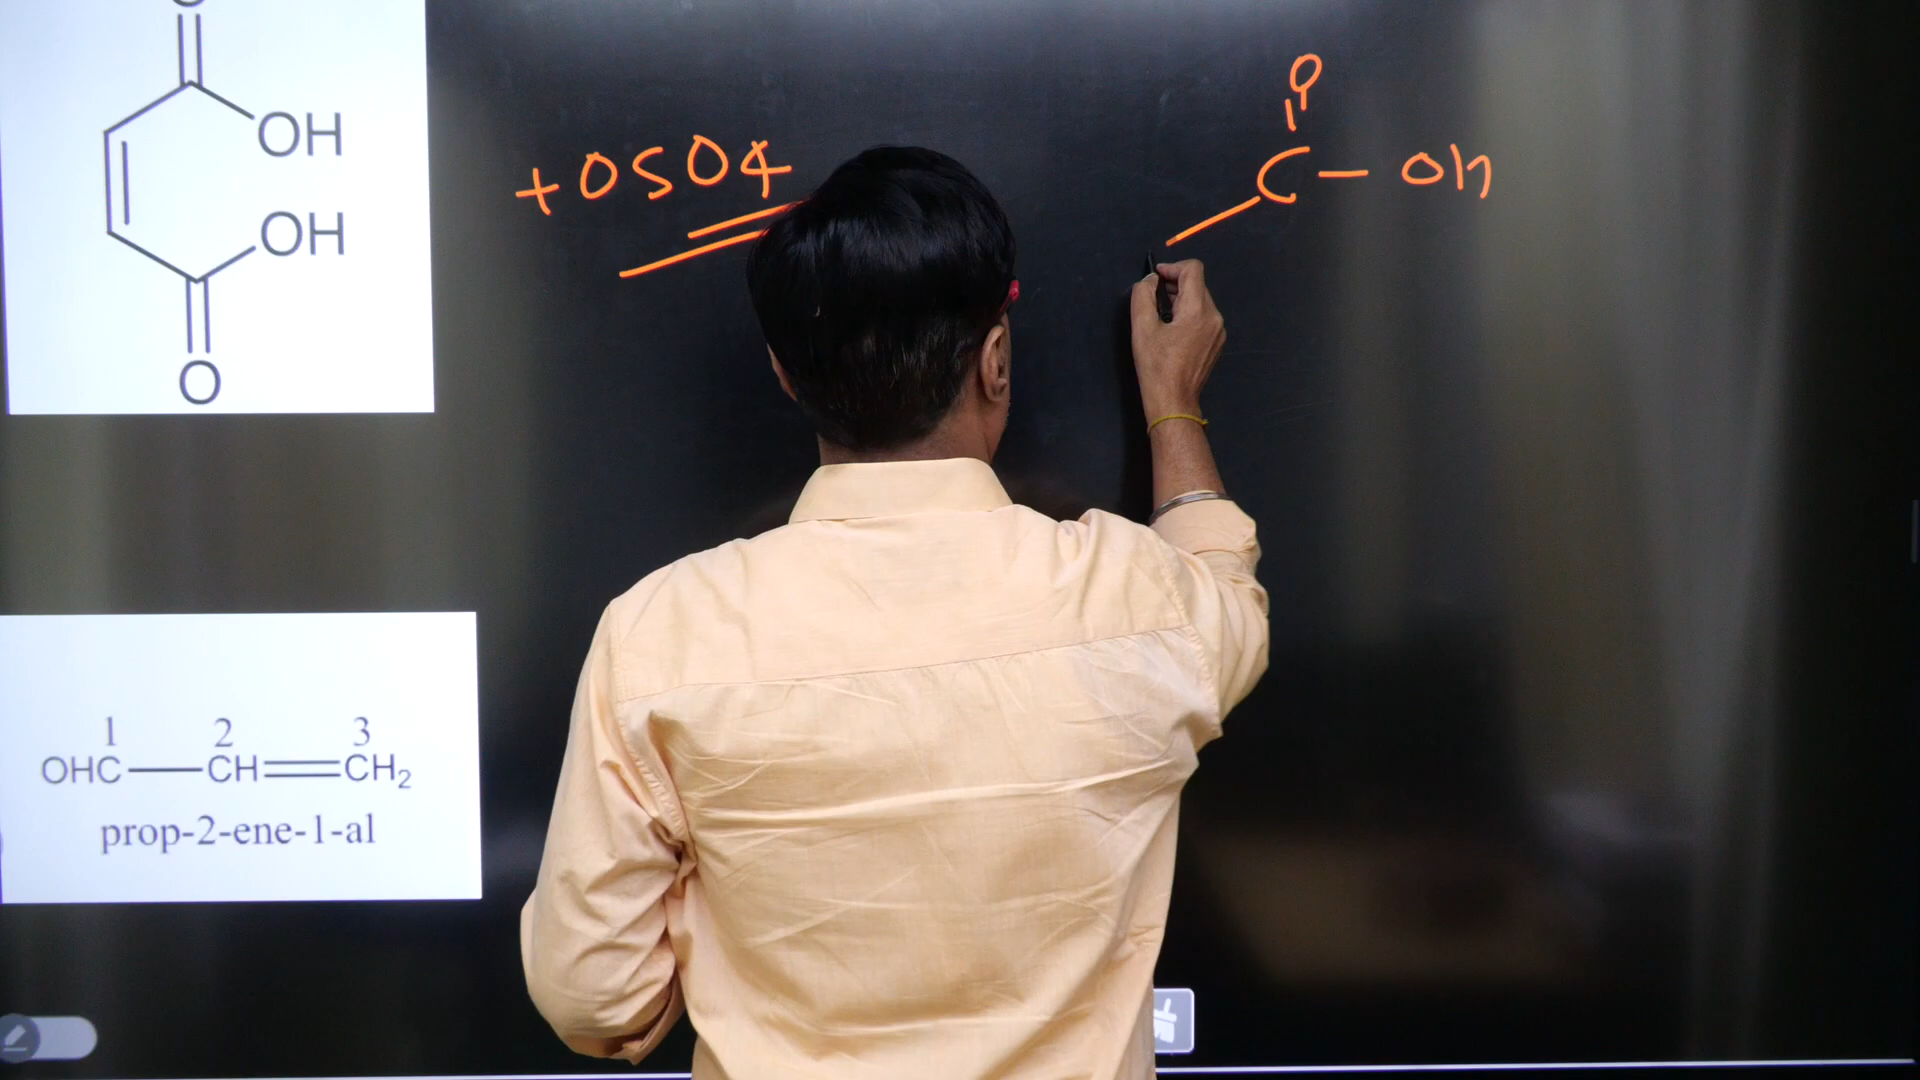 O
OH
OH
O
+OSO4
O
C-Oh
1 2 3
OHC—CH=CH₂
prop-2-ene-1-al